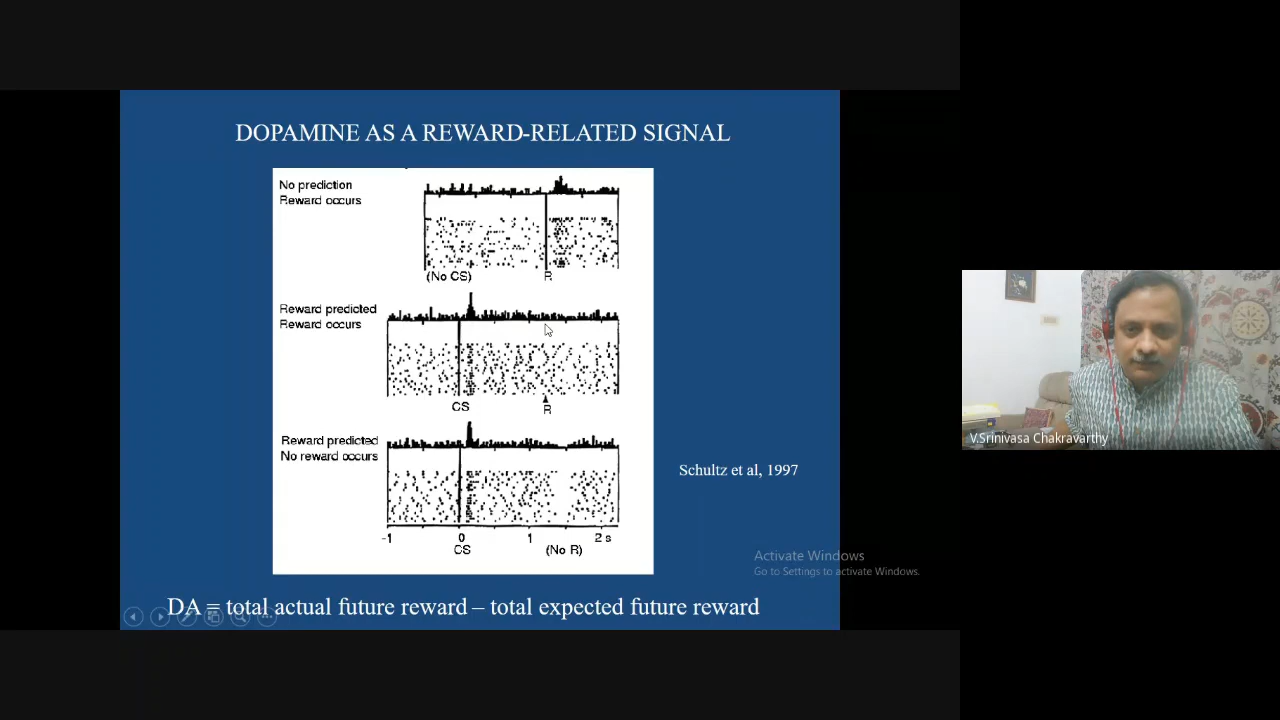 DOPAMINE AS A REWARD-RELATED SIGNAL
No prediction
Reward occurs
(No CS)
R
Reward predicted
Reward occurs
CS
R
Reward predicted
No reward occurs
-1
0
1
2 s
CS
(No R)
Schultz et al, 1997
V.Srinivasa Chakravarthy
Activate Windows
Go to Settings to activate Windows.
DA = total actual future reward – total expected future reward